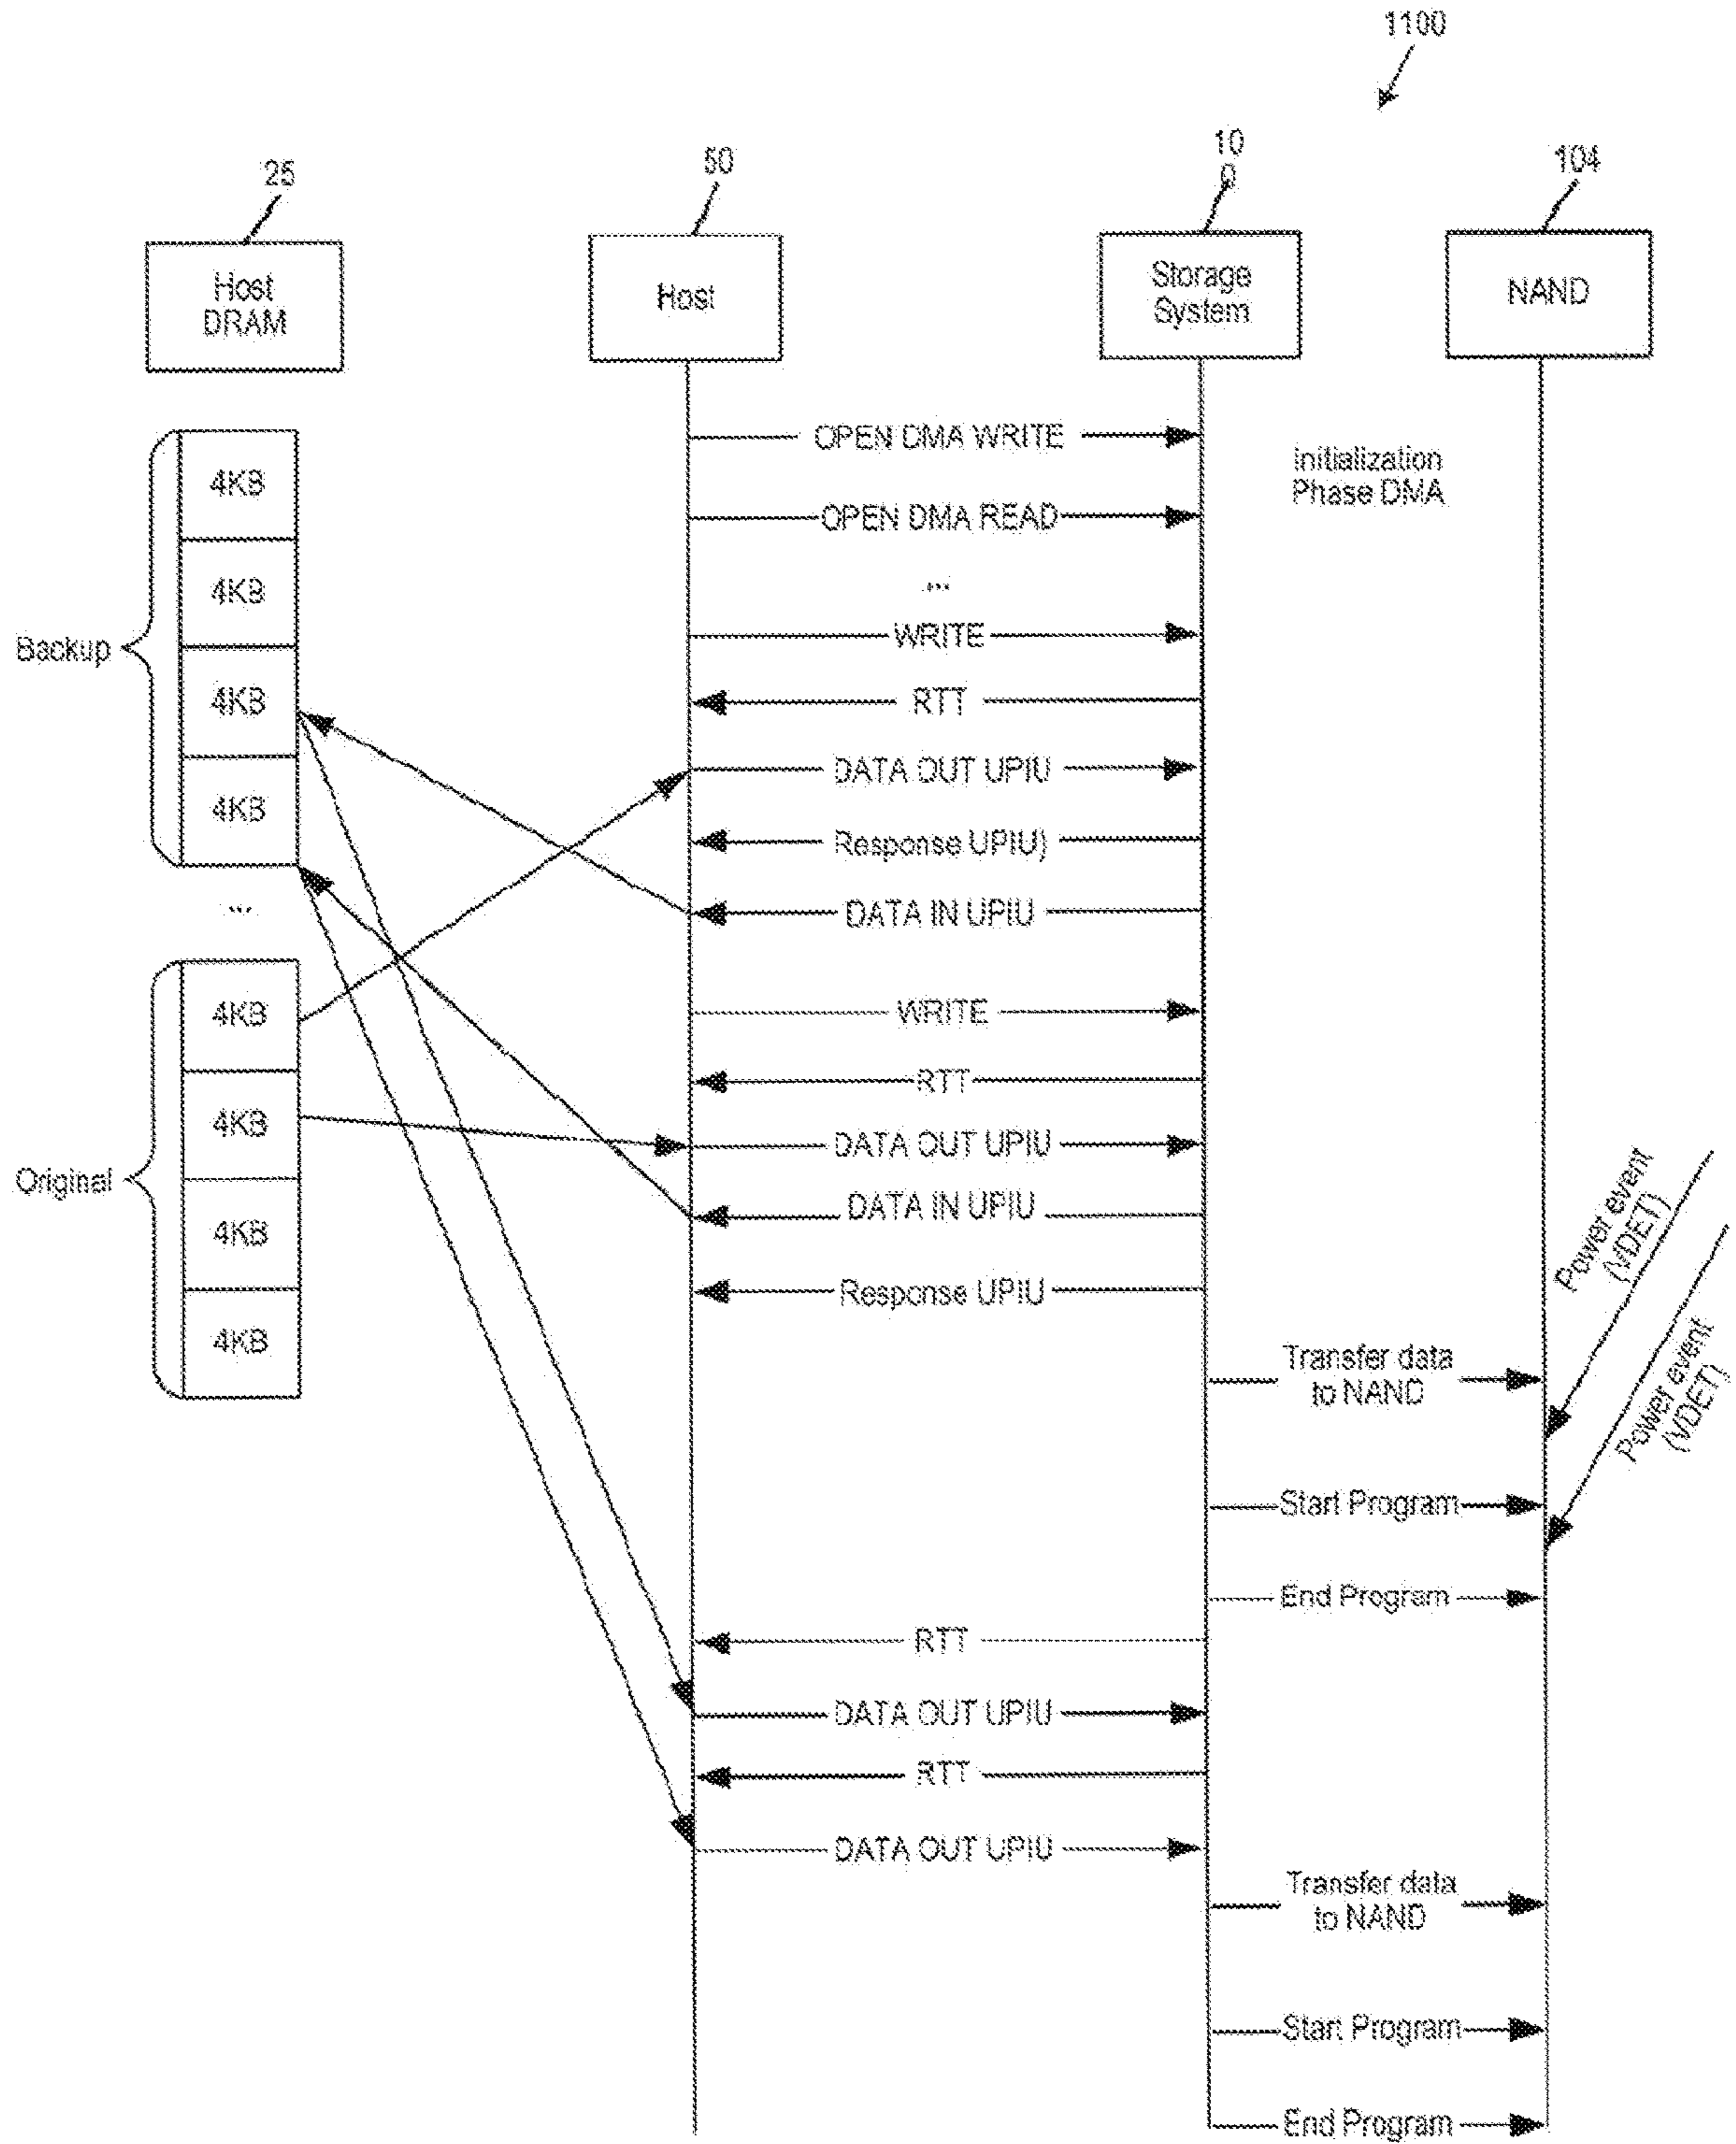 1100
25
50
10
0
104
Host
DRAM
Host
Storage
System
NAND
OPEN DMA WRITE
Initialization
Phase DMA
OPEN DMA READ
...
WRITE
RTT
DATA OUT UPIU
Response UPIU)
DATA IN UPIU
WRITE
RTT
DATA OUT UPIU
DATA IN UPIU
Response UPIU
Backup
4KB
4KB
4KB
4KB
...
Original
4KB
4KB
4KB
4KB
Power event
(VDET)
Power event
(VDET)
Transfer data
to NAND
Start Program
End Program
RTT
DATA OUT UPIU
RTT
DATA OUT UPIU
Transfer data
to NAND
Start Program
End Program